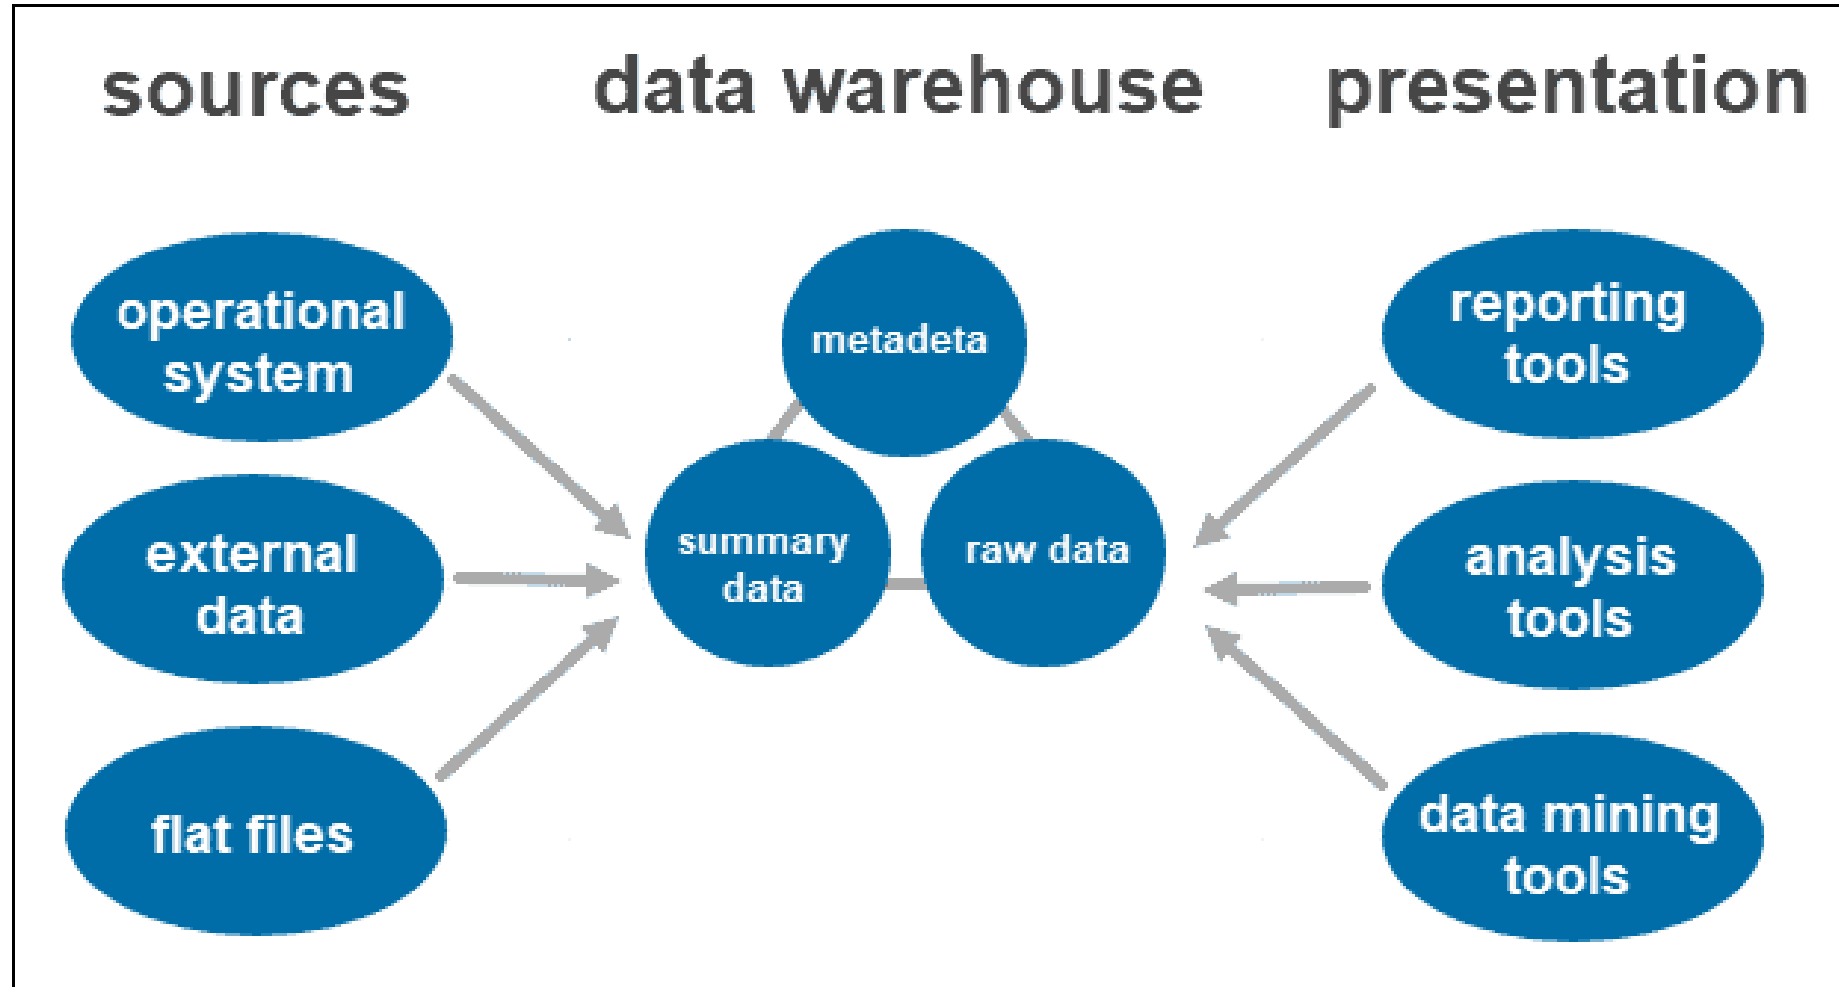 sources
data warehouse
presentation
operational
system
external
data
flat files
metadeta
summary
data
raw data
reporting
tools
analysis
tools
data mining
tools